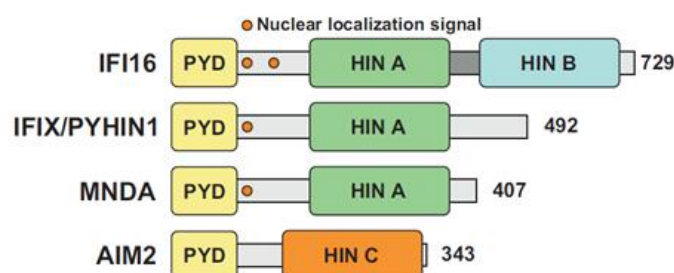 Nuclear localization signal
IFI16 PYD HIN A HIN B 729
IFIX/PYHIN1 PYD HIN A 492
MNDA PYD HIN A 407
AIM2 PYD HIN C 343